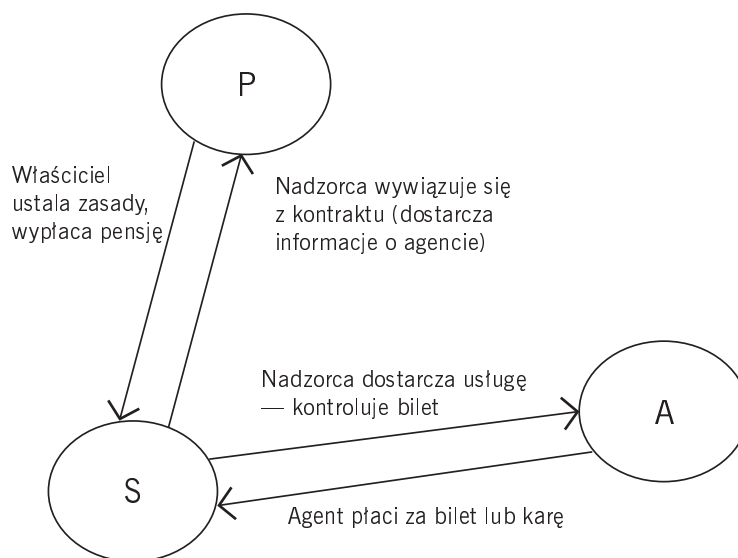 P
Właściciel
ustala zasady,
wypłaca pensję
Nadzorca wywiązuje się
z kontraktu (dostarcza
informacje o agencie)
Nadzorca dostarcza usługę
— kontroluje bilet
A
S
Agent płaci za bilet lub karę